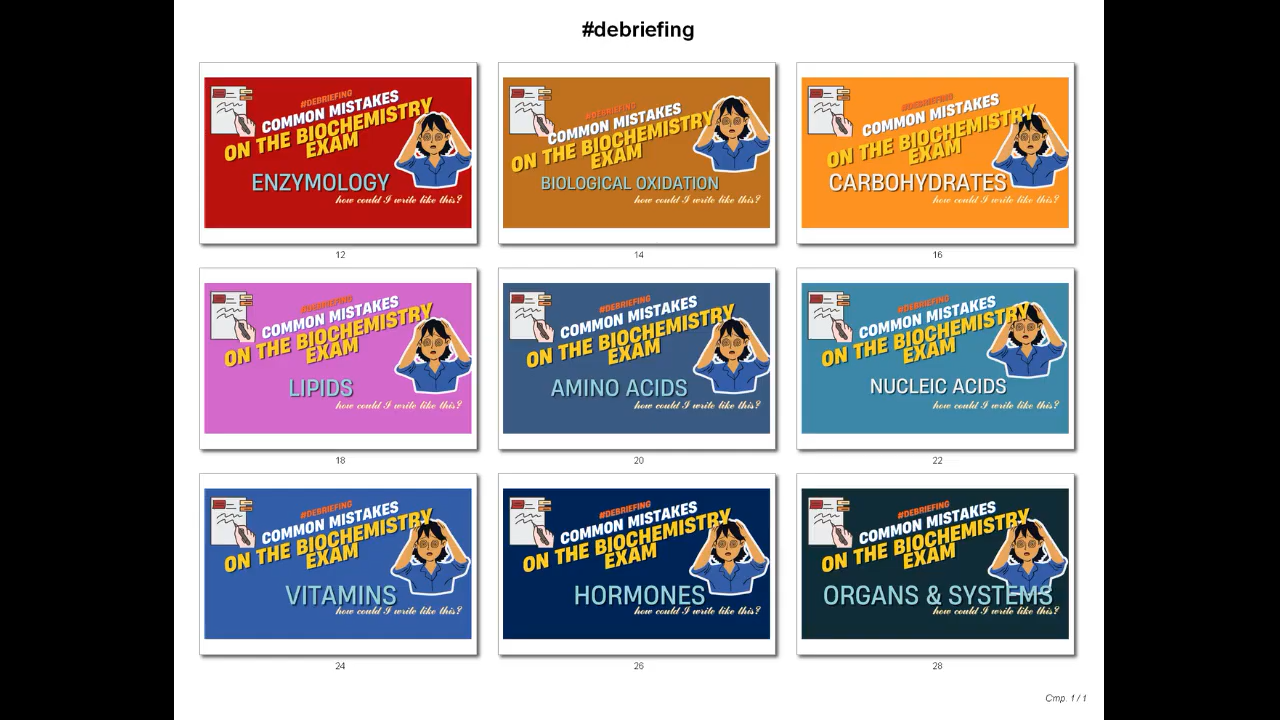 #debriefing
#DEBRIEFING
COMMON MISTAKES
ON THE BIOCHEMISTRY
EXAM
ENZYMOLOGY
how could I write like this?
12
#DEBRIEFING
COMMON MISTAKES
ON THE BIOCHEMISTRY
EXAM
BIOLOGICAL OXIDATION
how could I write like this?
14
#DEBRIEFING
COMMON MISTAKES
ON THE BIOCHEMISTRY
EXAM
CARBOHYDRATES
how could I write like this?
16
#DEBRIEFING
COMMON MISTAKES
ON THE BIOCHEMISTRY
EXAM
LIPIDS
how could I write like this?
18
#DEBRIEFING
COMMON MISTAKES
ON THE BIOCHEMISTRY
EXAM
AMINO ACIDS
how could I write like this?
20
#DEBRIEFING
COMMON MISTAKES
ON THE BIOCHEMISTRY
EXAM
NUCLEIC ACIDS
how could I write like this?
22
#DEBRIEFING
COMMON MISTAKES
ON THE BIOCHEMISTRY
EXAM
VITAMINS
how could I write like this?
24
#DEBRIEFING
COMMON MISTAKES
ON THE BIOCHEMISTRY
EXAM
HORMONES
how could I write like this?
26
#DEBRIEFING
COMMON MISTAKES
ON THE BIOCHEMISTRY
EXAM
ORGANS & SYSTEMS
how could I write like this?
28
Стр. 1 / 1